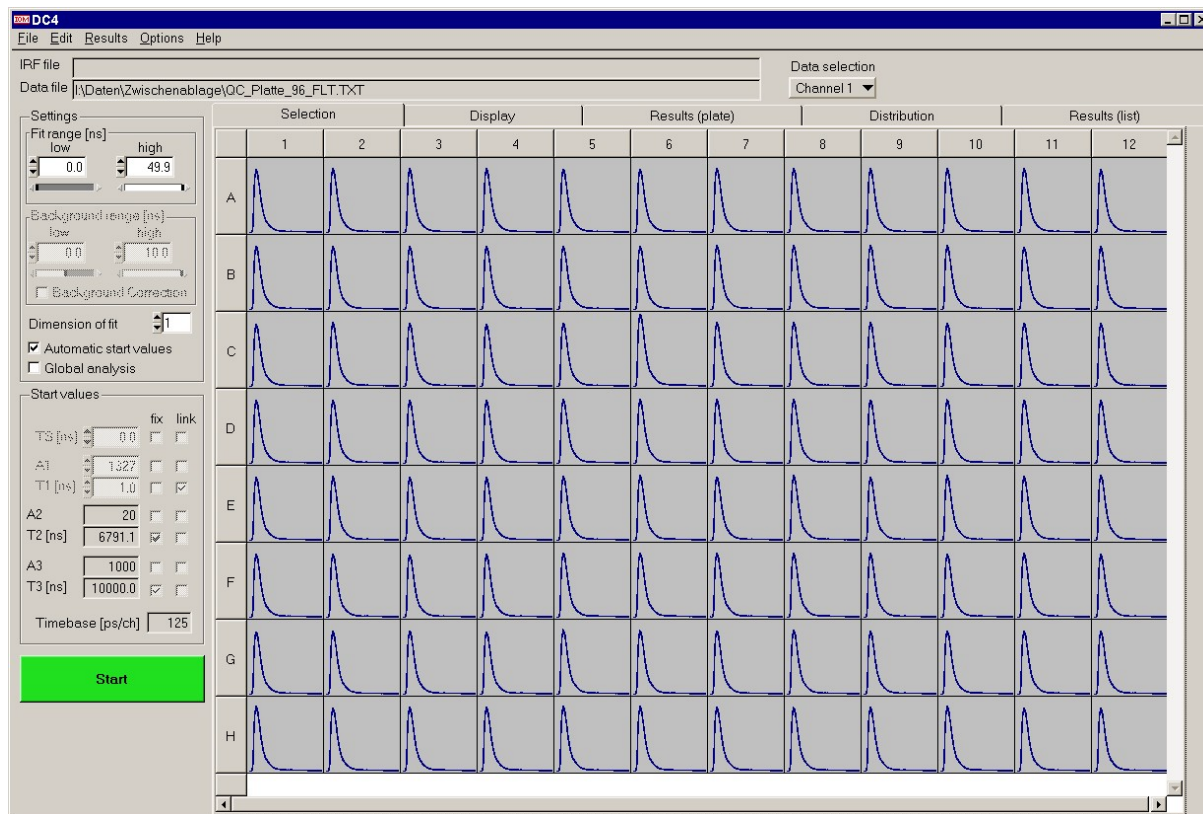 IOM DC4
File Edit Results Options Help
IRF file
Data selection
Data file I:\Daten\Zwischenablage\QC_Platte_96_FLT.TXT
Channel 1
Settings
Selection Display Results (plate) Distribution Results (list)
Fit range [ns]
low high
0.0 49.9
Background range [ns]
low high
0.0 10.0
Background Correction
Dimension of fit 1
Automatic start values
Global analysis
Start values
fix link
TS [ns] 0.0
A1 1327
T1 [ns] 1.0
A2 20
T2 [ns] 6791.1
A3 1000
T3 [ns] 10000.0
Timebase [ps/ch] 125
Start
1 2 3 4 5 6 7 8 9 10 11 12
A
B
C
D
E
F
G
H